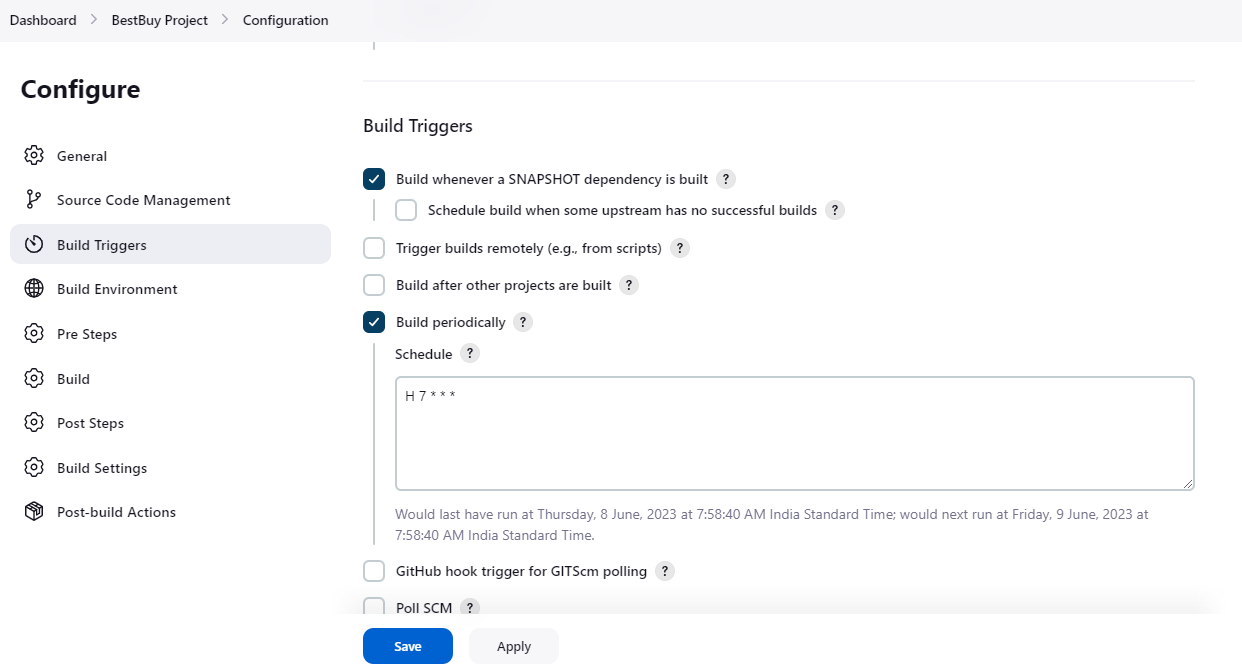 Dashboard > BestBuy Project > Configuration
Configure
General
Source Code Management
Build Triggers
Build Environment
Pre Steps
Build
Post Steps
Build Settings
Post-build Actions
Build Triggers
Build whenever a SNAPSHOT dependency is built ?
Schedule build when some upstream has no successful builds ?
Trigger builds remotely (e.g., from scripts) ?
Build after other projects are built ?
Build periodically ?
Schedule ?
H 7 * * *
Would last have run at Thursday, 8 June, 2023 at 7:58:40 AM India Standard Time; would next run at Friday, 9 June, 2023 at
7:58:40 AM India Standard Time.
GitHub hook trigger for GITScm polling ?
Poll SCM ?
Save
Apply